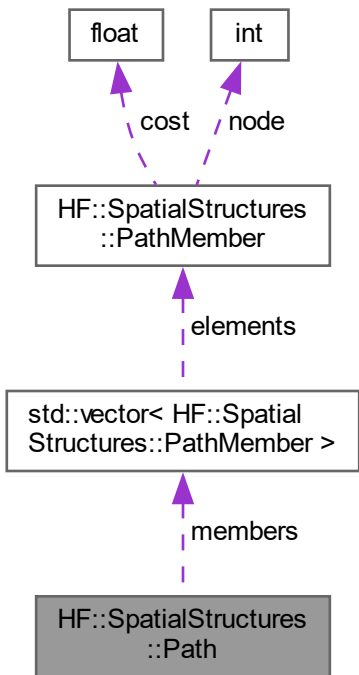 float
int
cost
node
HF::SpatialStructures
::PathMember
elements
std::vector< HF::Spatial
Structures::PathMember >
members
HF::SpatialStructures
::Path